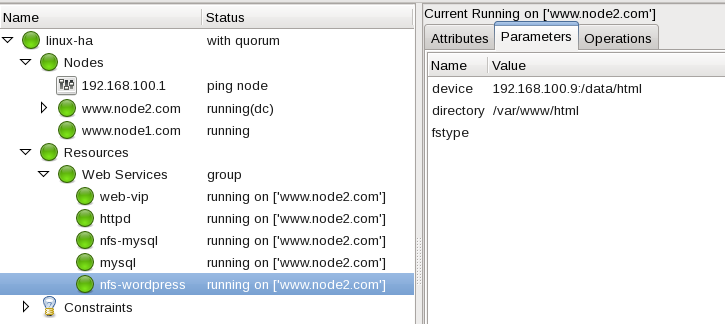 Name Status
linux-ha with quorum
Nodes
192.168.100.1 ping node
www.node2.com running(dc)
www.node1.com running
Resources
Web Services group
web-vip running on ['www.node2.com']
httpd running on ['www.node2.com']
nfs-mysql running on ['www.node2.com']
mysql running on ['www.node2.com']
nfs-wordpress running on ['www.node2.com']
Constraints
Current Running on ['www.node2.com']
Attributes Parameters Operations
Name Value
device 192.168.100.9:/data/html
directory /var/www/html
fstype